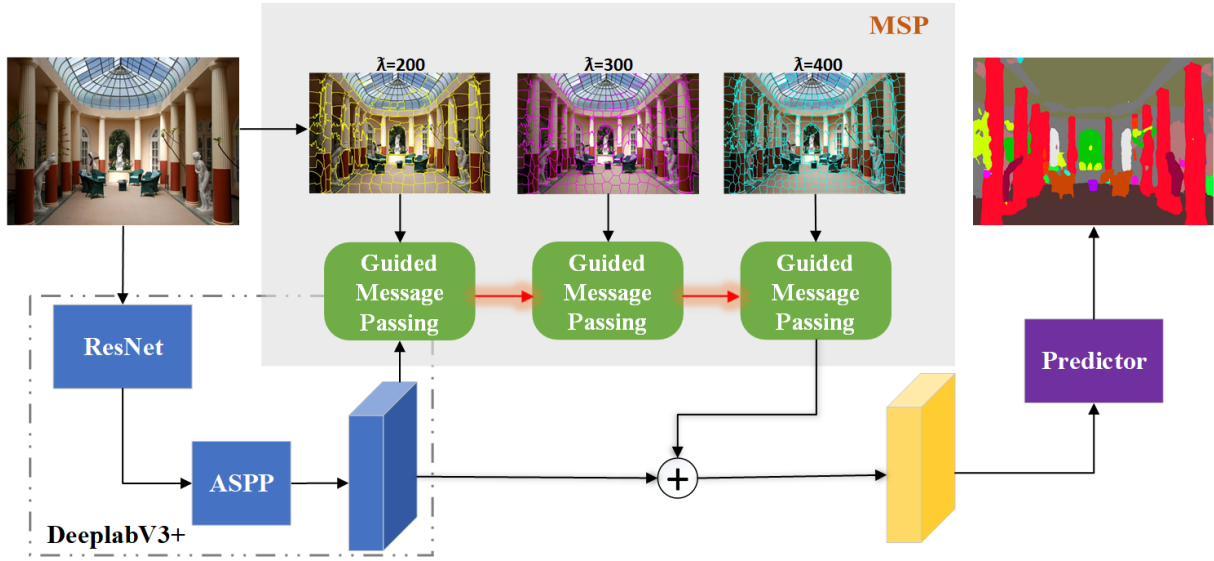 MSP
λ=200
λ=300
λ=400
Guided
Message
Passing
Guided
Message
Passing
Guided
Message
Passing
ResNet
Predictor
ASPP
DeeplabV3+
+